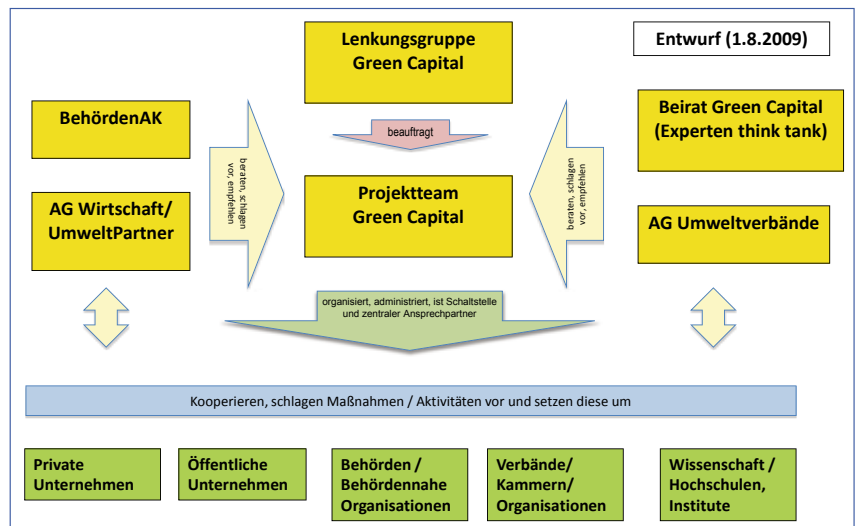 Lenkungsgruppe
Green Capital
Entwurf (1.8.2009)
BehördenAK
beauftragt
Beirat Green Capital
(Experten think tank)
beraten, schlagen
vor, empfehlen
Projektteam
Green Capital
beraten, schlagen
vor, empfehlen
AG Wirtschaft/
UmweltPartner
AG Umweltverbände
organisiert, administriert, ist Schaltstelle
und zentraler Ansprechpartner
Kooperieren, schlagen Maßnahmen / Aktivitäten vor und setzen diese um
Private
Unternehmen
Öffentliche
Unternehmen
Behörden /
Behördennahe
Organisationen
Verbände/
Kammern/
Organisationen
Wissenschaft /
Hochschulen,
Institute